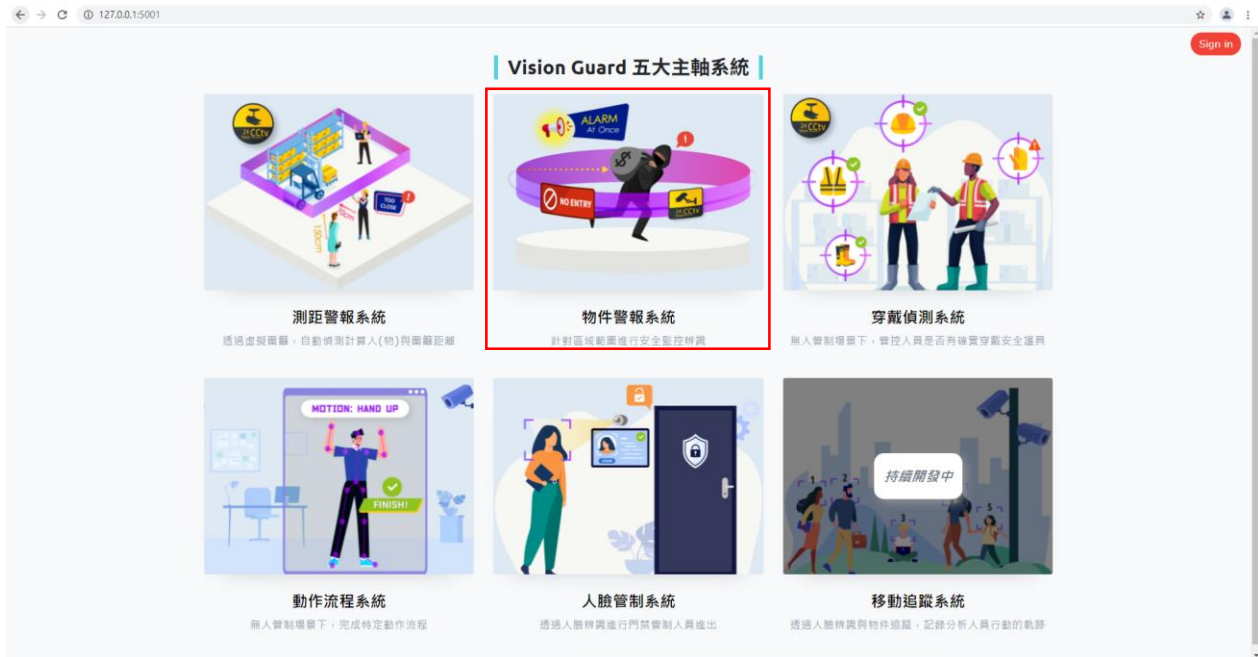 127.0.0.1:5001
Sign in
Vision Guard 五大主軸系統
24 CCtv
TOO CLOSE
150cm
測距警報系統
透過虛擬圍籬，自動偵測計算人(物)與圍籬距離
ALARM
At Once
NO ENTRY
CCtv
物件警報系統
針對區域範圍進行安全監控辨識
24 CCtv
穿戴偵測系統
無人管制場景下，管控人員是否有確實穿戴安全護具
MOTION: HAND UP
FINISH!
動作流程系統
無人管制場景下，完成特定動作流程
人臉管制系統
透過人臉辨識進行門禁管制人員進出
持續開發中
1
2
3
5
移動追蹤系統
透過人臉辨識與物件追蹤，記錄分析人員行動的軌跡